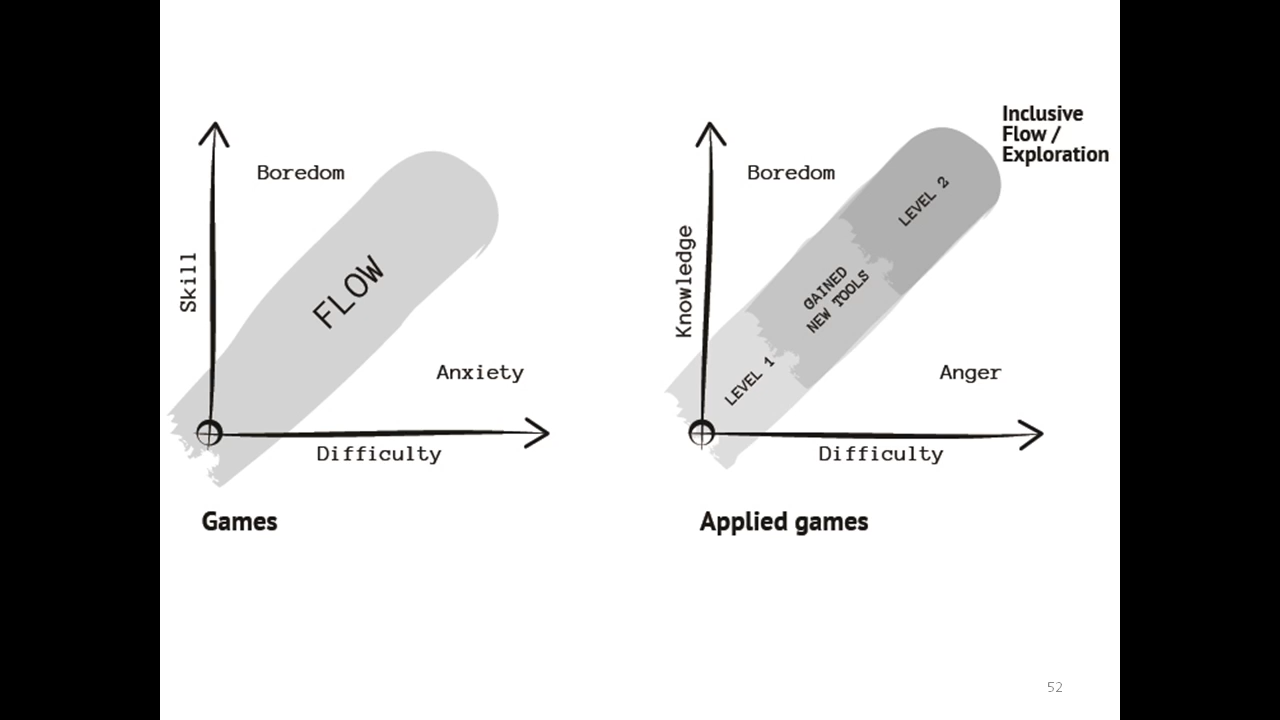 Boredom
Skill
FLOW
Anxiety
Difficulty
Games
Inclusive
Flow /
Exploration
Boredom
Knowledge
LEVEL 2
GAINED
NEW TOOLS
LEVEL 1
Anger
Difficulty
Applied games
52